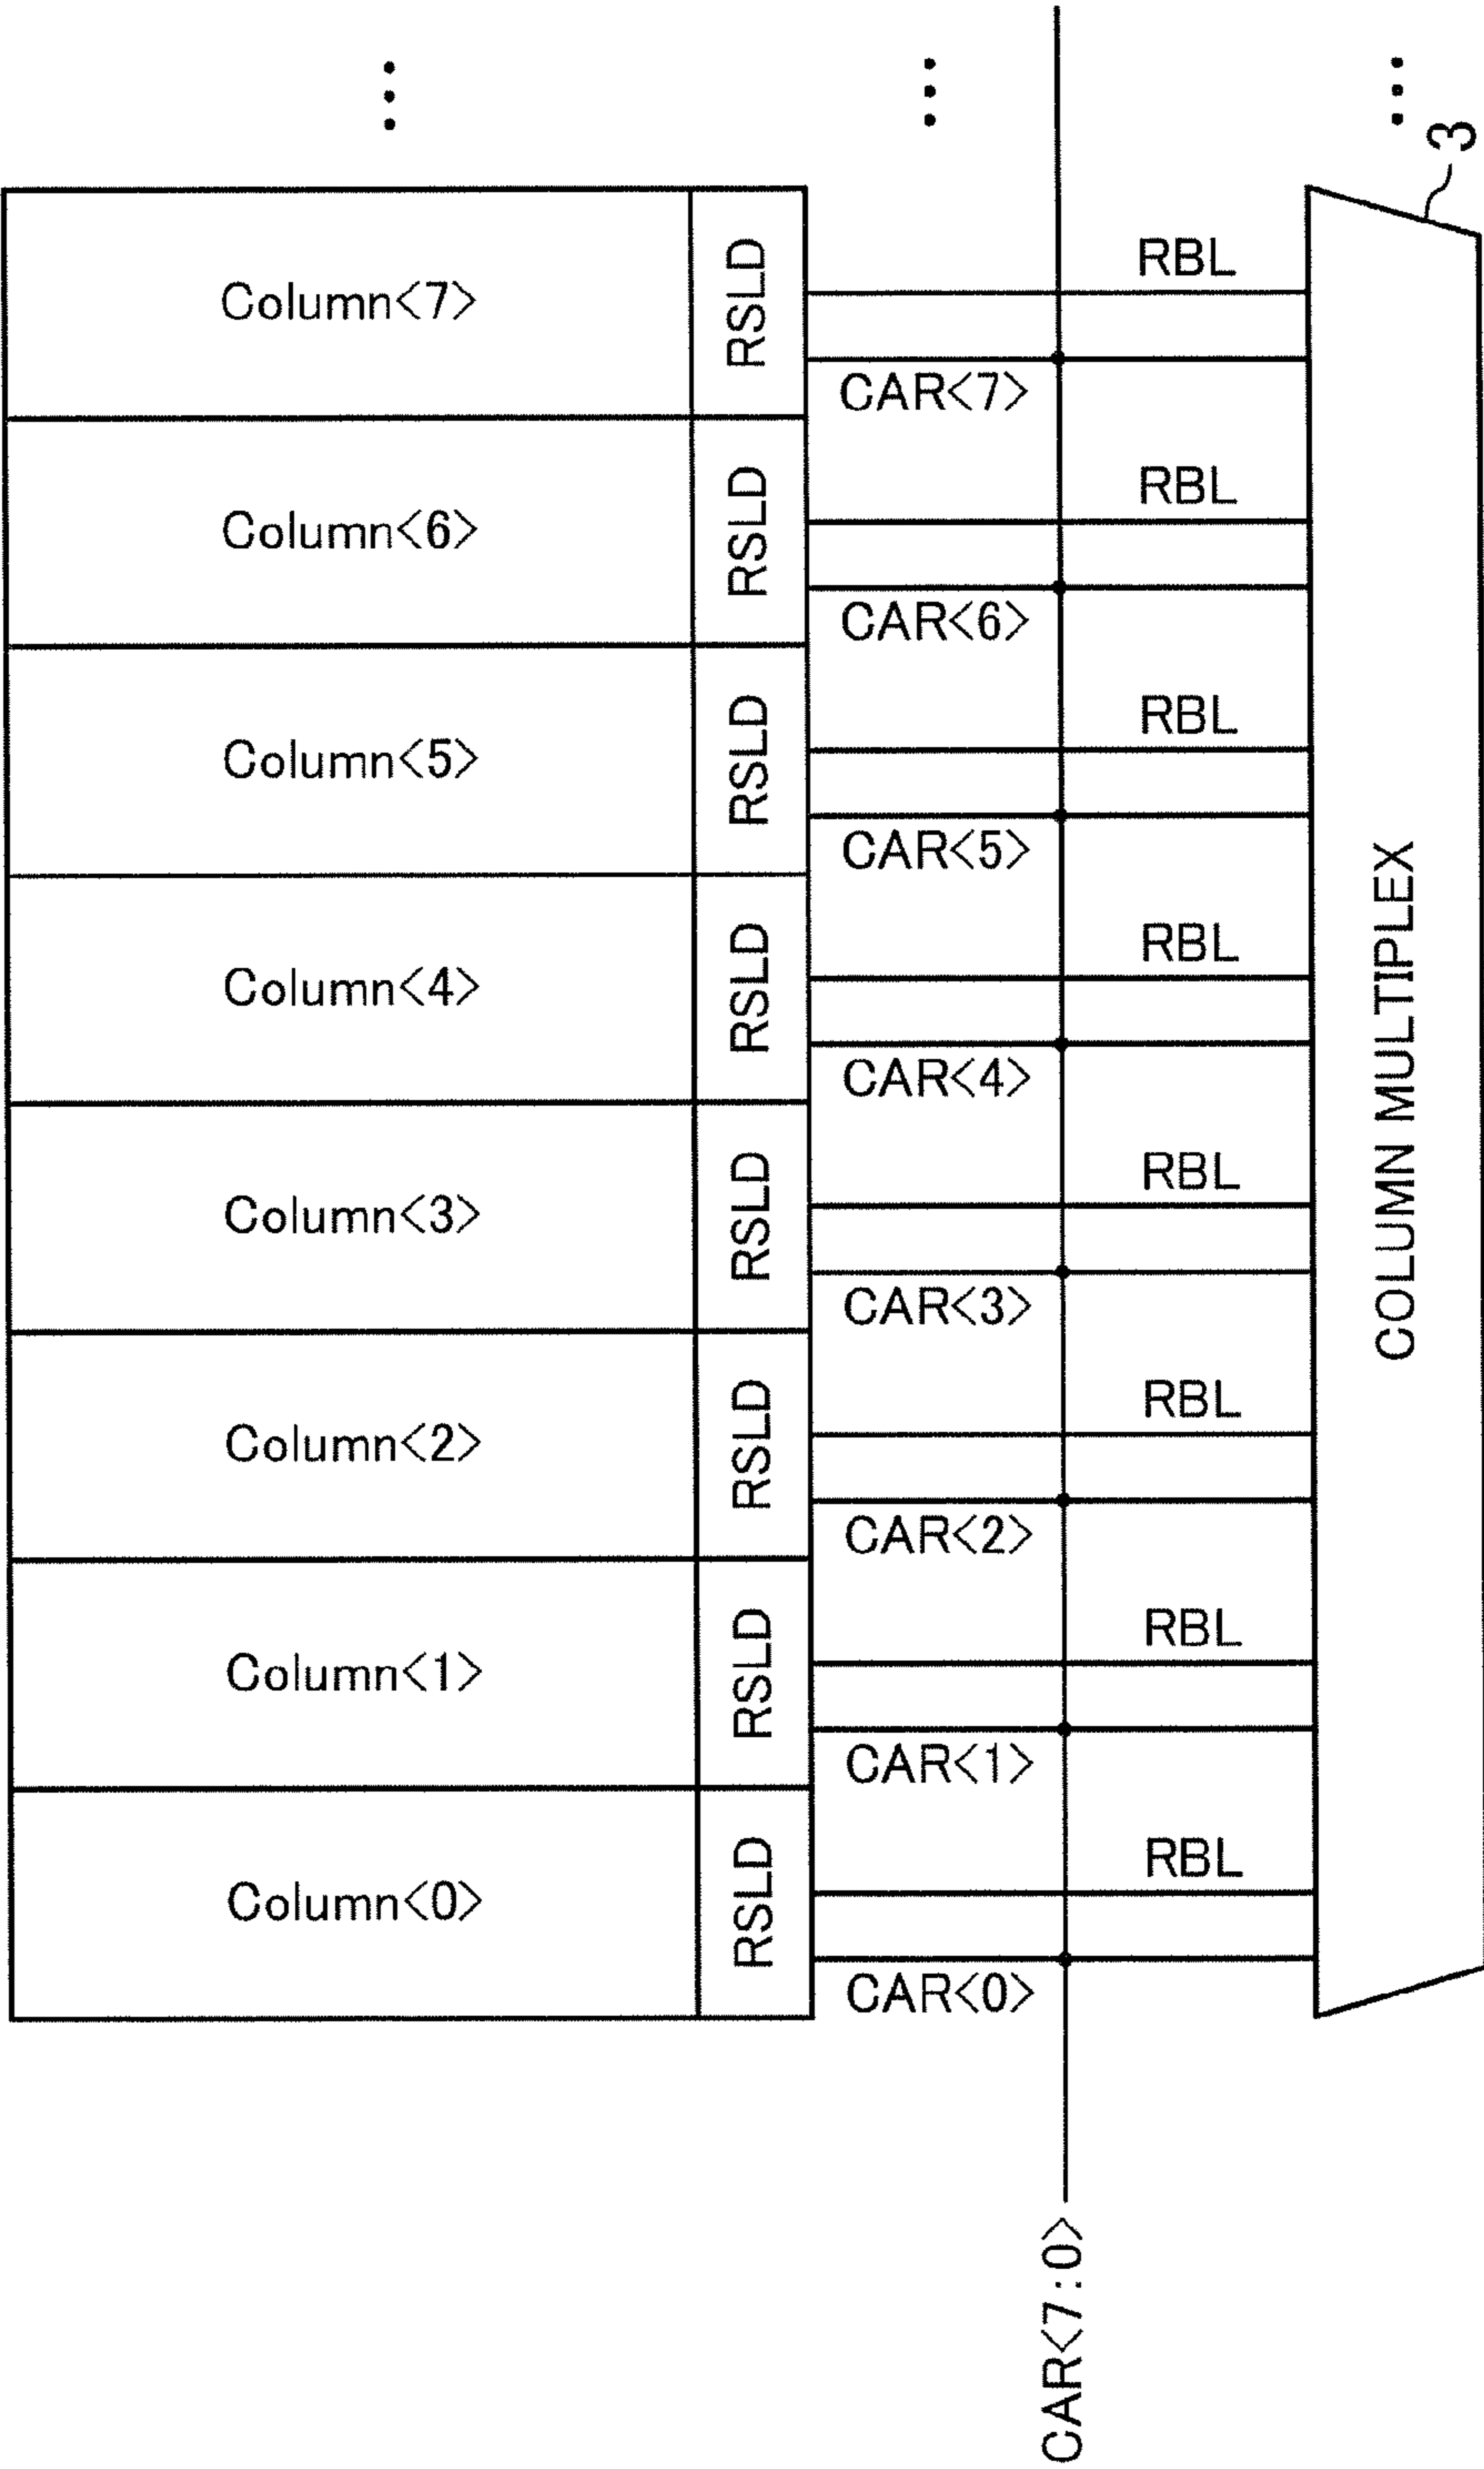 Column<7>
RSLD
RBL
CAR<7>
Column<6>
RSLD
RBL
CAR<6>
Column<5>
RSLD
RBL
CAR<5>
Column<4>
RSLD
RBL
CAR<4>
Column<3>
RSLD
RBL
CAR<3>
Column<2>
RSLD
RBL
CAR<2>
Column<1>
RSLD
RBL
CAR<1>
Column<0>
RSLD
RBL
CAR<0>
CAR<7:0>
COLUMN MULTIPLEX
3